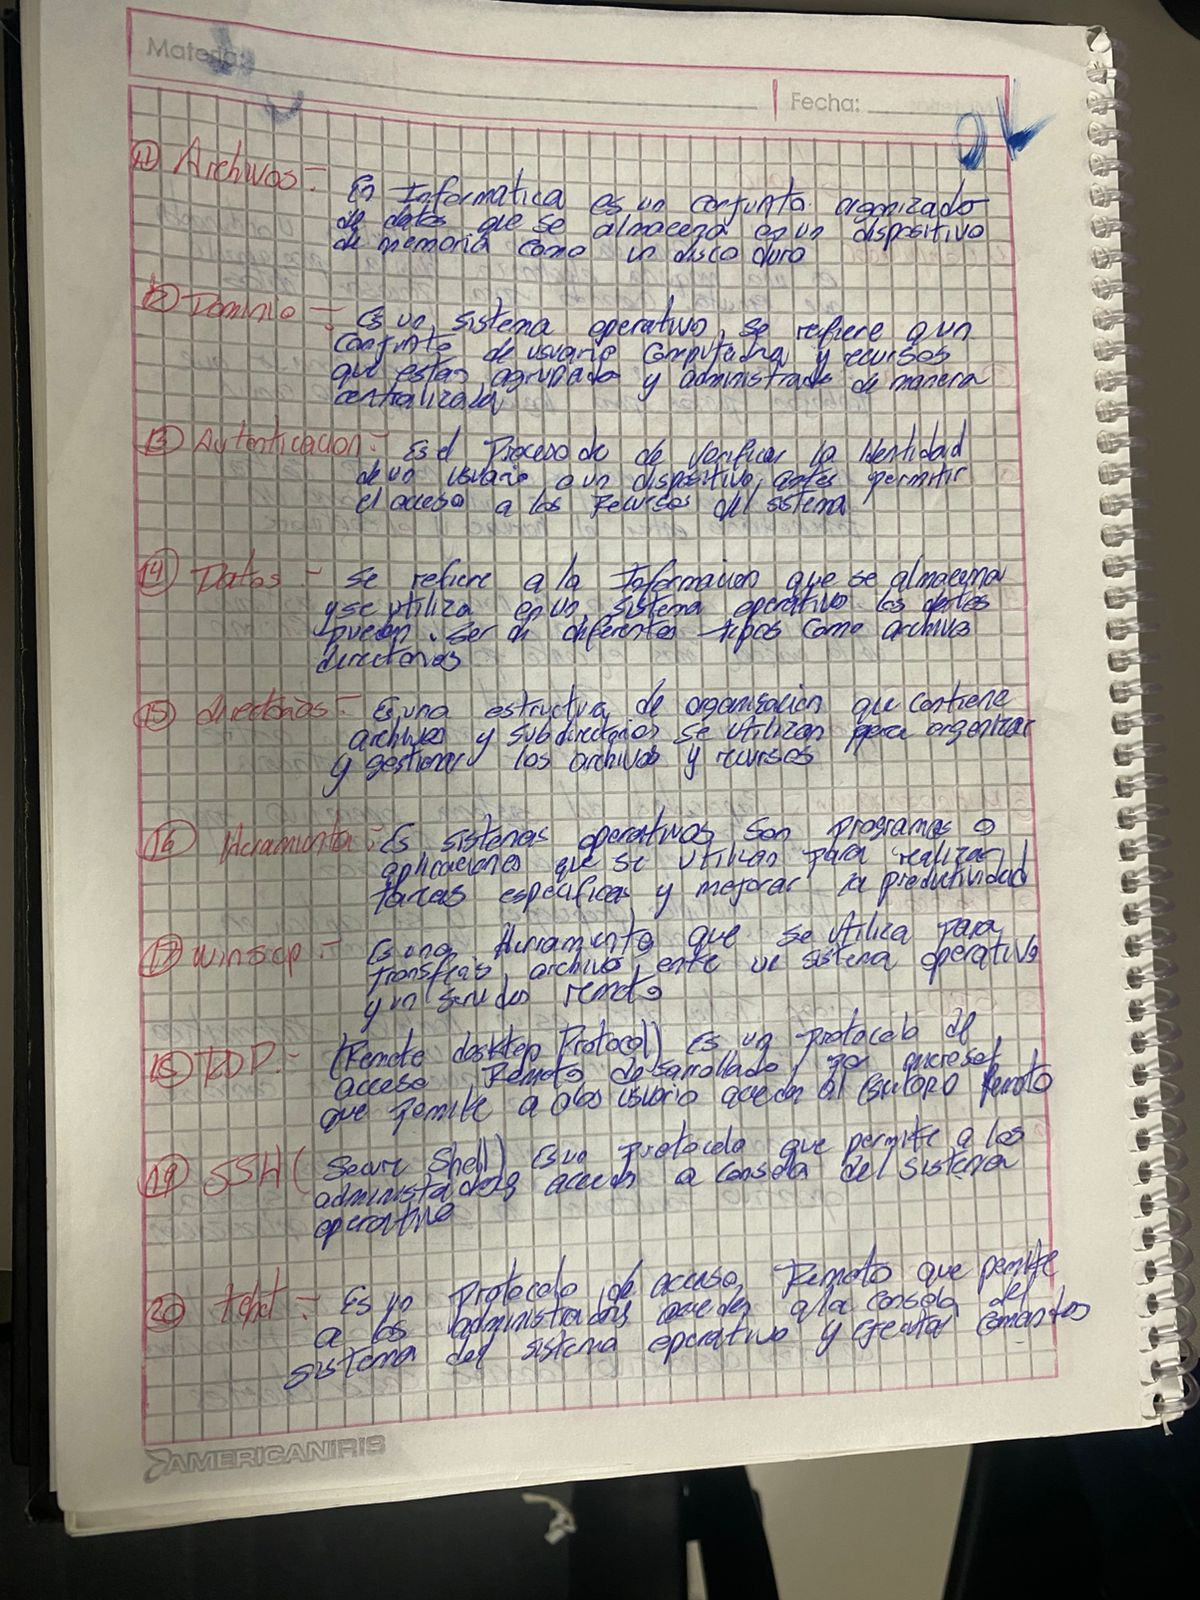 Materia:
Fecha:
OK
11 Archivos:- En Informatica es un conjunto organizado
de datos que se almacena en un dispositivo
de memoria como un disco duro
12 Dominio:- Es un sistema operativo, se refiere a un
conjunto de usuario Computadora y recursos
que estan agrupado y administrado de manera
centralizada
13 Autenticacion:- Es el Proceso de de verificar la Identidad
de un usuario o un dispositivo, antes permitir
el acceso a los Recursos del sistema
14 Datos:- Se refiere a la Informacion que se almacena
y se utiliza en un sistema operativo los datos
pueden ser de diferentes tipos como archivo
directorios
15 directorios:- Es una estructura de organizacion que contiene
archivos y subdirectorios se utilizan para organizar
y gestionar los archivos y recursos
16 Herramienta:- Es sistemas operativos son programas o
aplicaciones que se utilizan para realizar
tareas especificas y mejorar la productividad
17 Winscp:- Es una Herramienta que se utiliza para
transferir archivo, ente un sistema operativo
y un servidor remoto
18 RDP:- (Remote desktop Protocol) Es un Protocolo de
acceso Remoto desarrollado por microsoft
que Permite a los usuario acceder al Escritorio Remoto
19 SSH (Secure Shell) Es un Protocolo que permite a los
administradores acceder a consola del sistema
operativo
20 telnet:- Es un Protocolo de acceso Remoto que permite
a los administradores acceder a la consola del
sistema del sistema operativo y ejecutar comandos
AMERICANIRIS